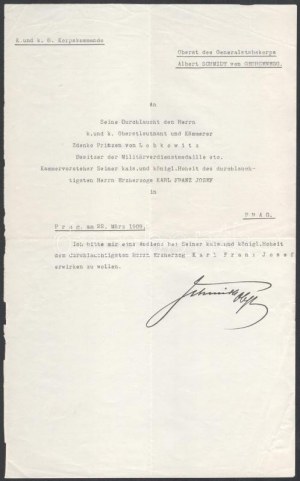 k und k. 8. Korpskommando
Oberst des Generalstabskorps
Albert SCHMIDT von
An
Seine Durchlaucht den Herrn
k.und k. Oberstleutnant und Kämmerer
Zdenko Prinzen von Lobkowitz
Besitzer der Militärverdienstmedaille etc.
Kammervorsteher Seiner kais.und königl.Hoheit des durchlauch-
tigsten Herrn Erzherzogs KARL FRANZ JOSEF
in
PRAG.
Prag, am 22. März 1909.
Ich bitte mir eine Audienz bei Seiner kais.und königl.Hoheit
dem durchlauchtigsten Herrn Erzherzog Karl Franz Josef
erwirken zu wollen.
Schmidt